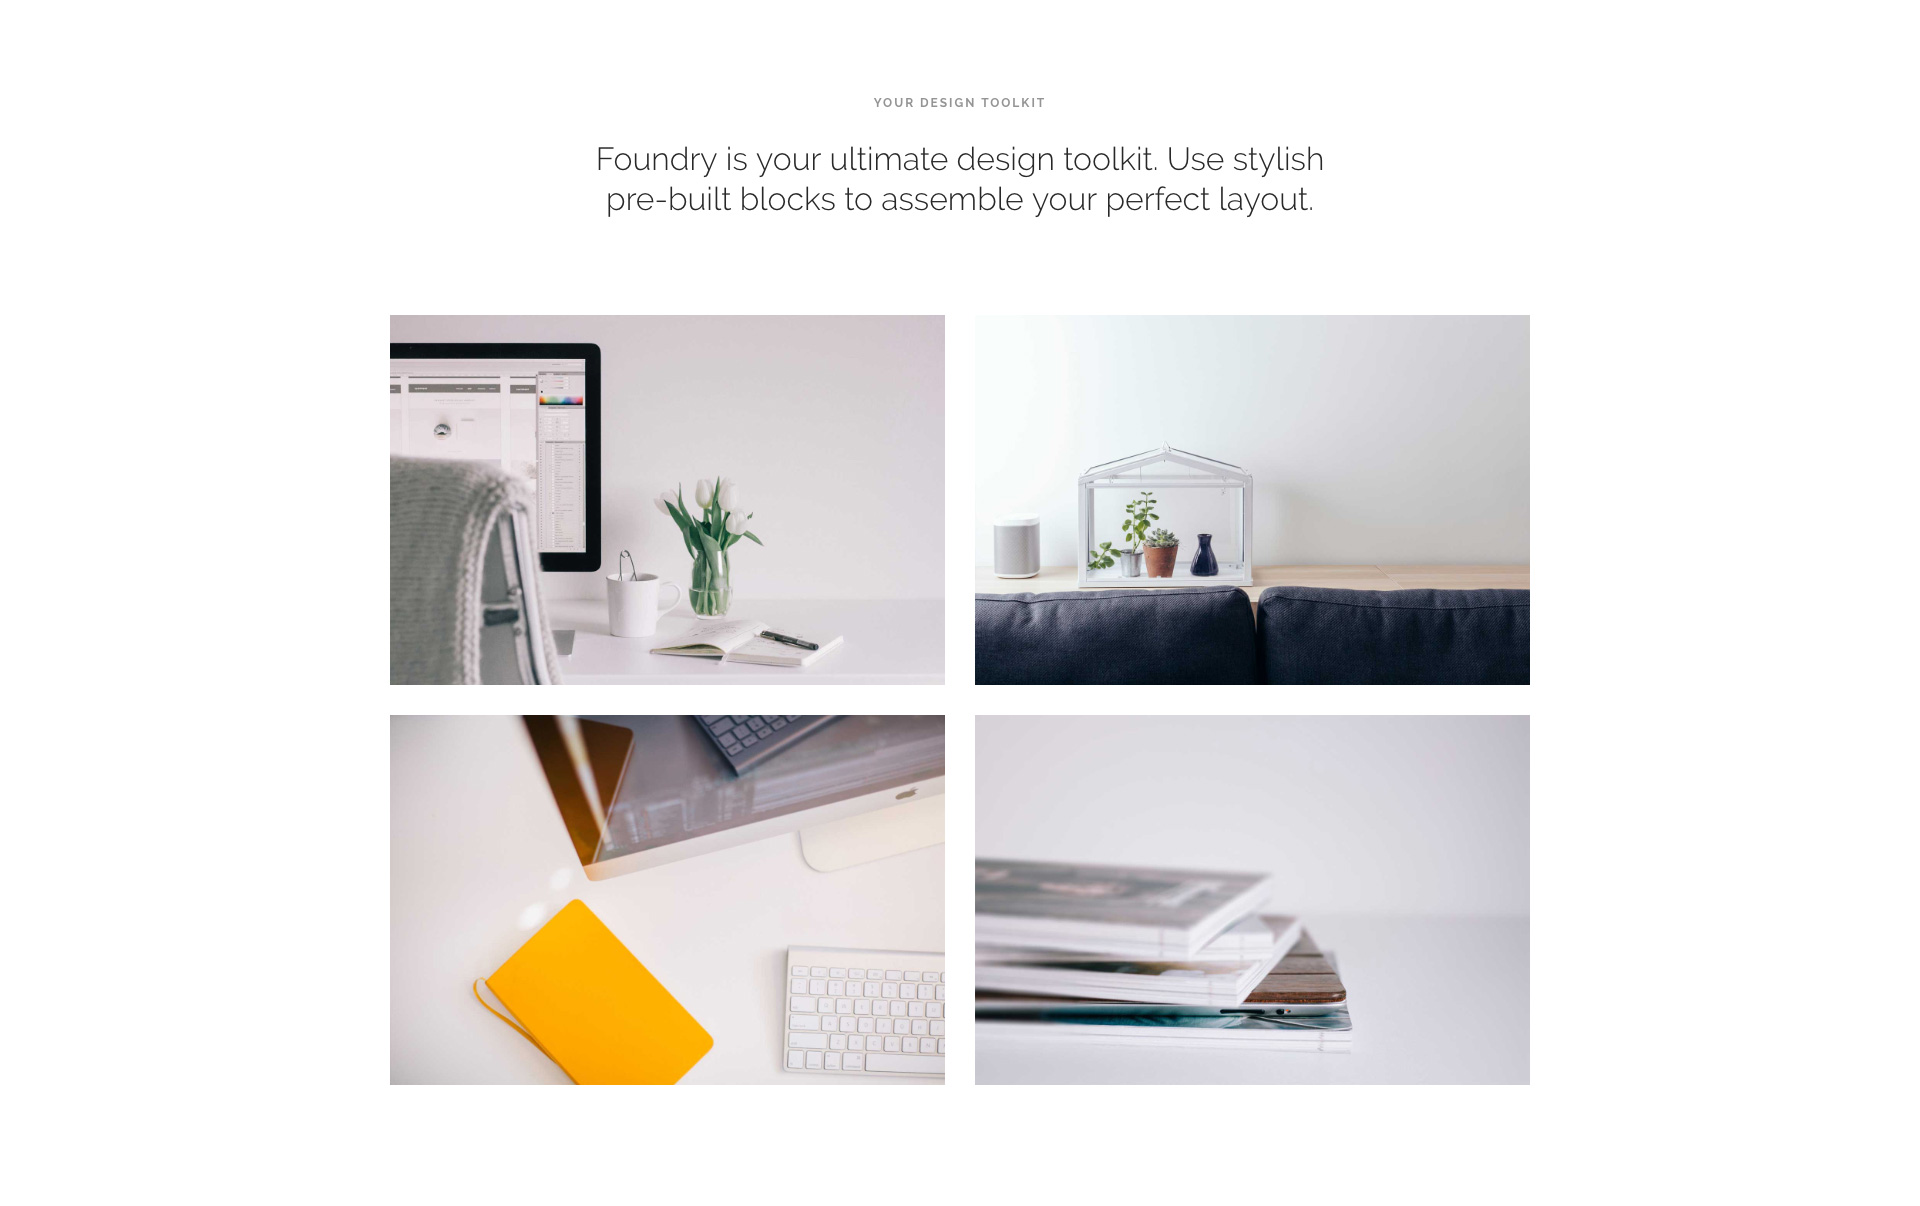 YOUR DESIGN TOOLKIT
Foundry is your ultimate design toolkit. Use stylish
pre-built blocks to assemble your perfect layout.